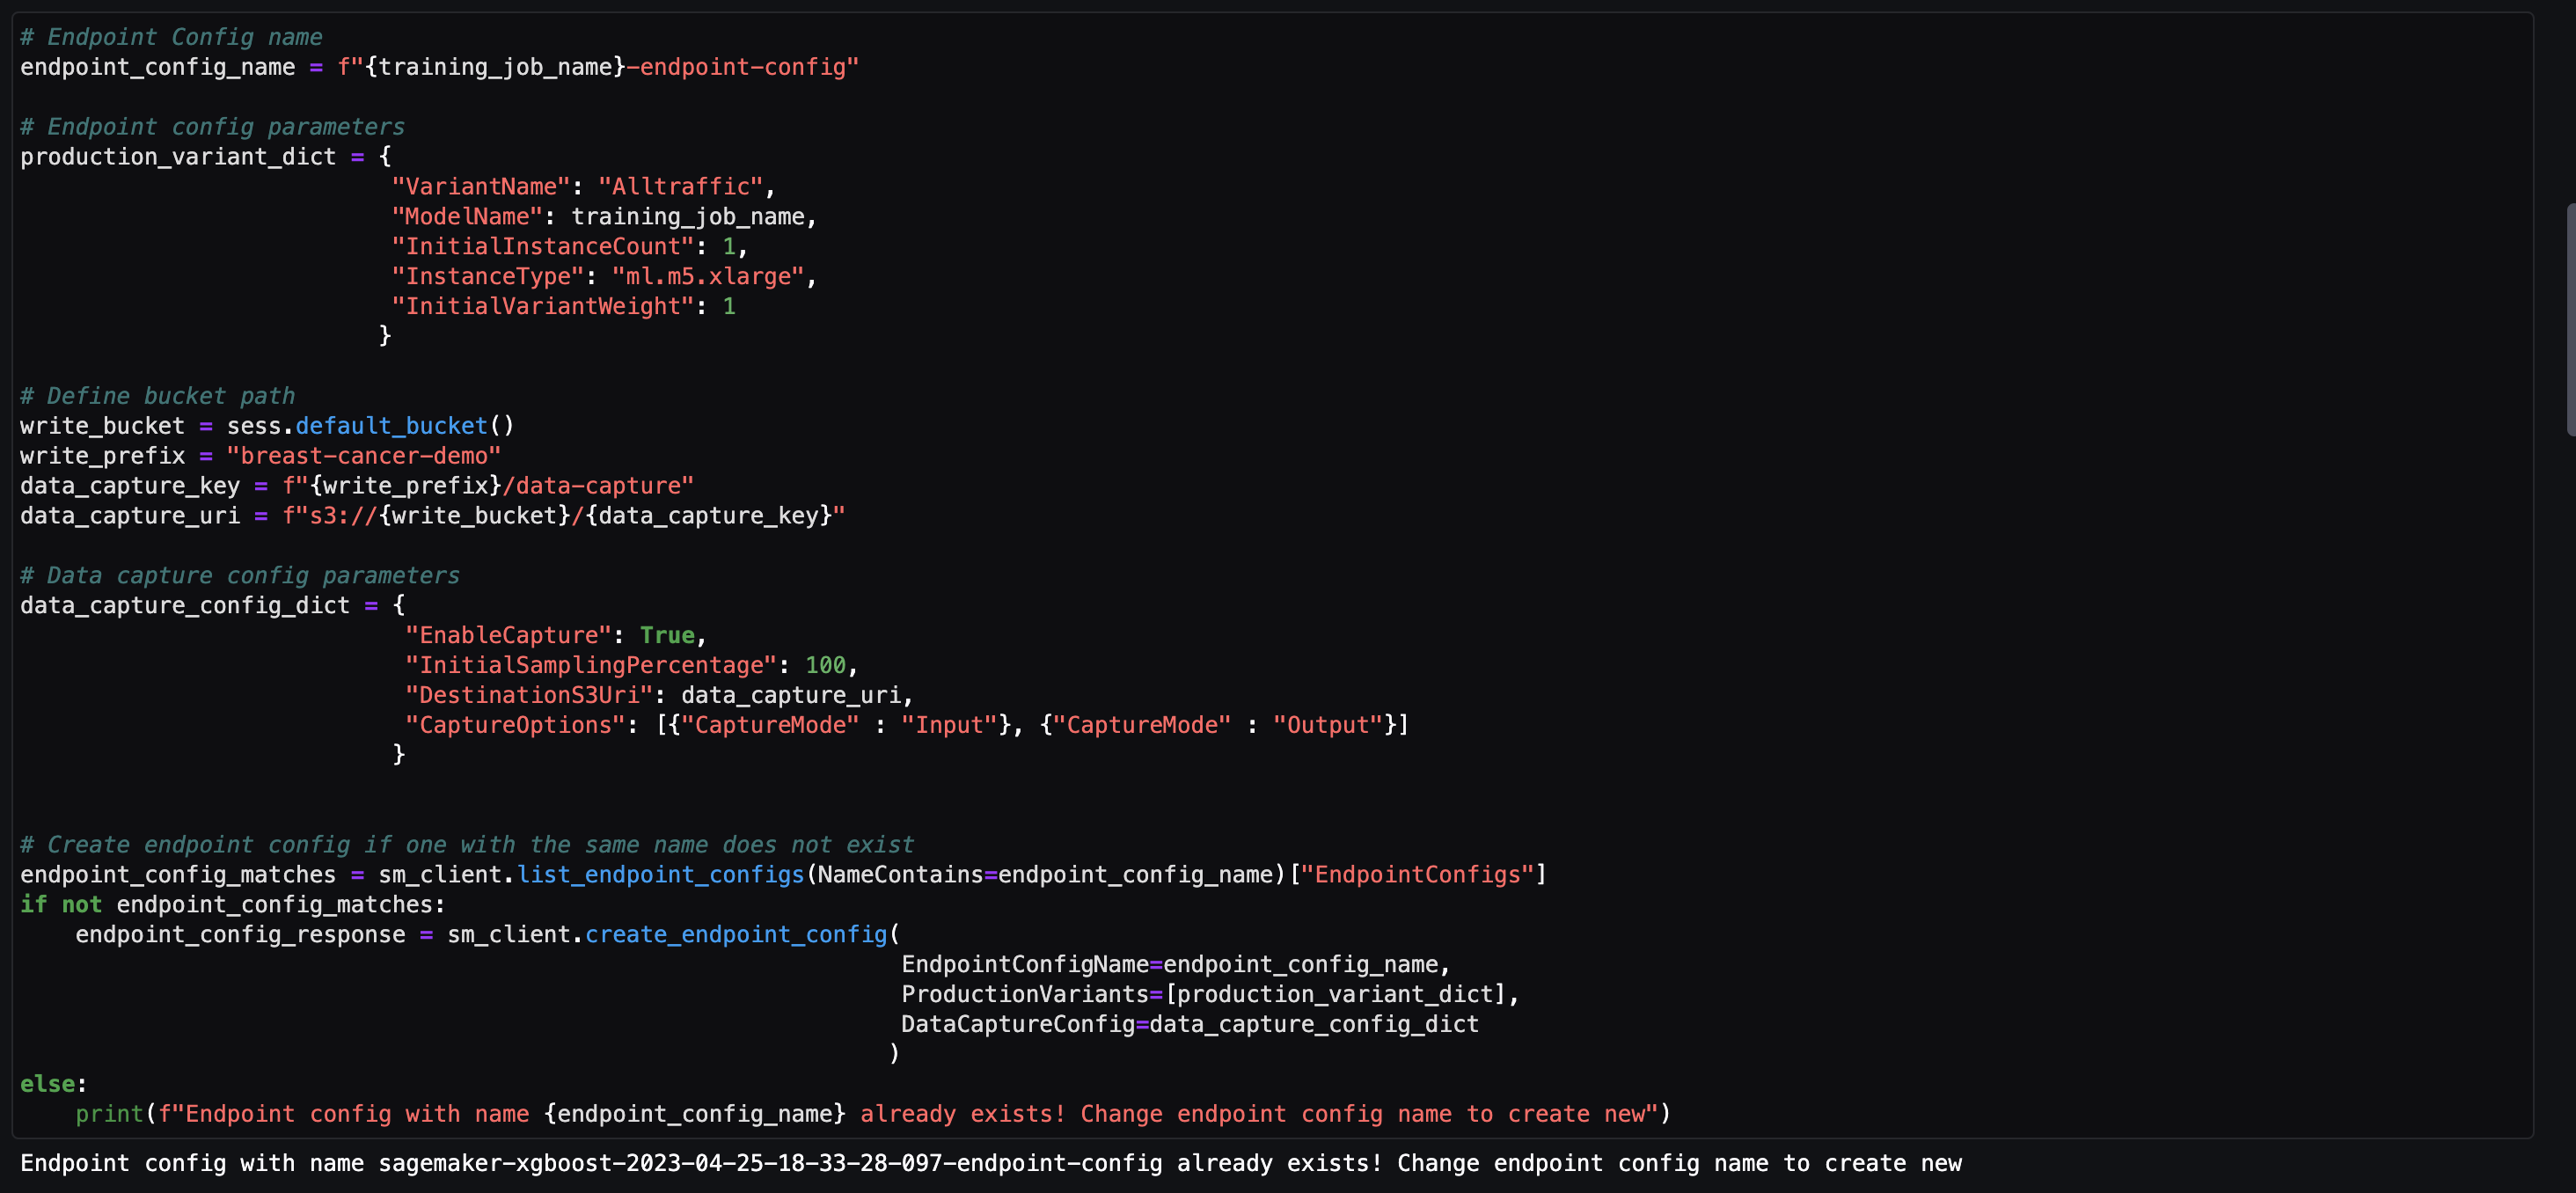 # Endpoint Config name
endpoint_config_name = f"{training_job_name}-endpoint-config"
# Endpoint config parameters
production_variant_dict = {
"VariantName": "Alltraffic",
"ModelName": training_job_name,
"InitialInstanceCount": 1,
"InstanceType": "ml.m5.xlarge",
"InitialVariantWeight": 1
}
# Define bucket path
write_bucket = sess.default_bucket()
write_prefix = "breast-cancer-demo"
data_capture_key = f"{write_prefix}/data-capture"
data_capture_uri = f"s3://{write_bucket}/{data_capture_key}"
# Data capture config parameters
data_capture_config_dict = {
"EnableCapture": True,
"InitialSamplingPercentage": 100,
"DestinationS3Uri": data_capture_uri,
"CaptureOptions": [{"CaptureMode" : "Input"}, {"CaptureMode" : "Output"}]
}
# Create endpoint config if one with the same name does not exist
endpoint_config_matches = sm_client.list_endpoint_configs(NameContains=endpoint_config_name)["EndpointConfigs"]
if not endpoint_config_matches:
endpoint_config_response = sm_client.create_endpoint_config(
EndpointConfigName=endpoint_config_name,
ProductionVariants=[production_variant_dict],
DataCaptureConfig=data_capture_config_dict
)
else:
print(f"Endpoint config with name {endpoint_config_name} already exists! Change endpoint config name to create new")
Endpoint config with name sagemaker-xgboost-2023-04-25-18-33-28-097-endpoint-config already exists! Change endpoint config name to create new